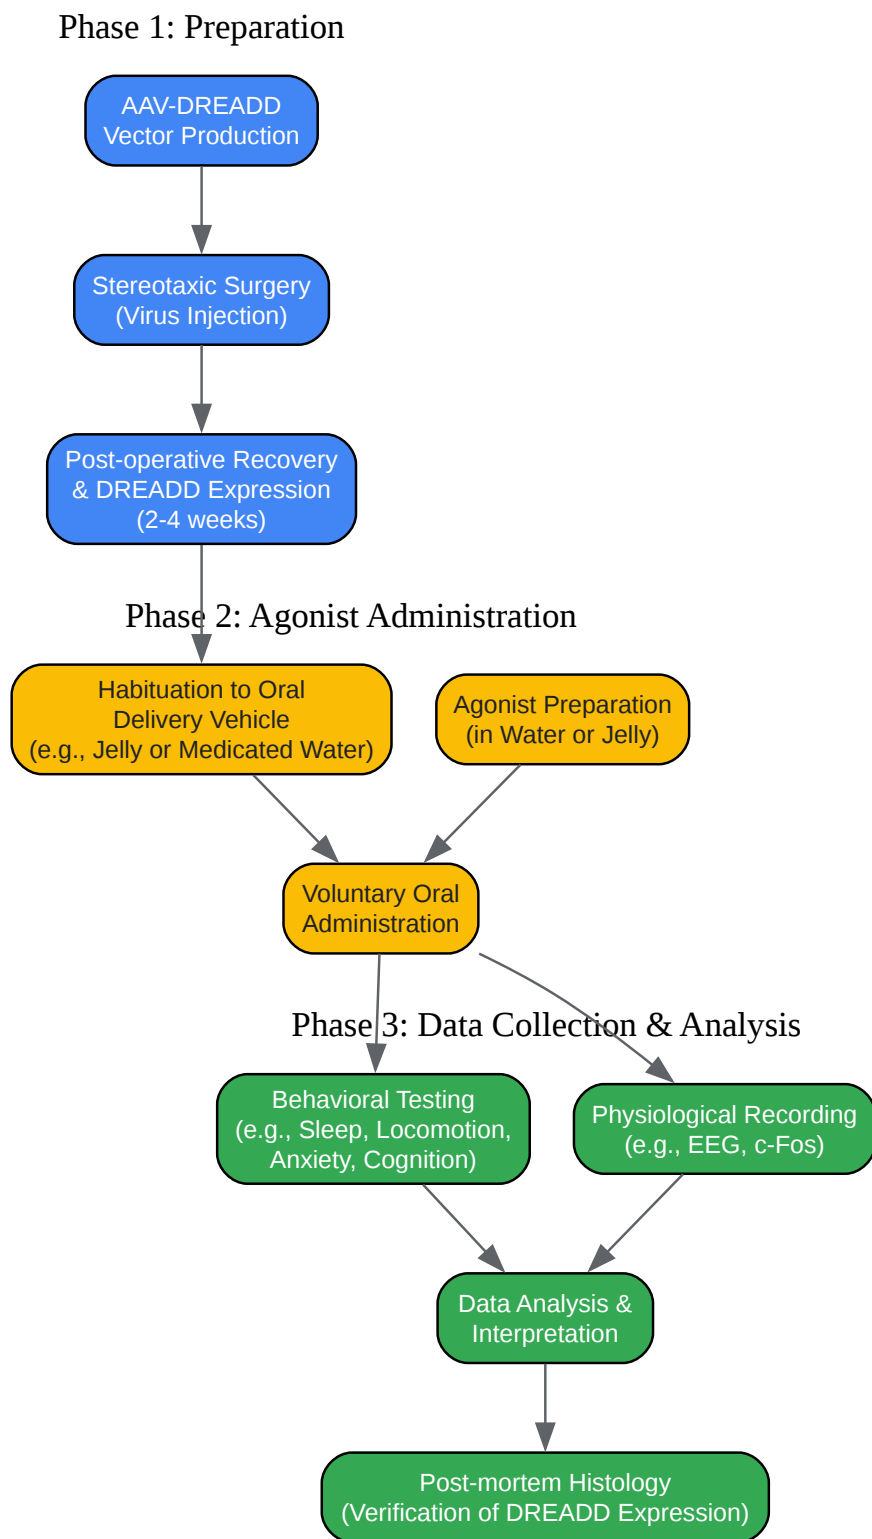 Phase 1: Preparation
AAV-DREADD
Vector Production
Stereotaxic Surgery
(Virus Injection)
Post-operative Recovery
& DREADD Expression
(2-4 weeks)
Phase 2: Agonist Administration
Habituation to Oral
Delivery Vehicle
(e.g., Jelly or Medicated Water)
Agonist Preparation
(in Water or Jelly)
Voluntary Oral
Administration
Phase 3: Data Collection & Analysis
Behavioral Testing
(e.g., Sleep, Locomotion,
Anxiety, Cognition)
Physiological Recording
(e.g., EEG, c-Fos)
Data Analysis &
Interpretation
Post-mortem Histology
(Verification of DREADD Expression)